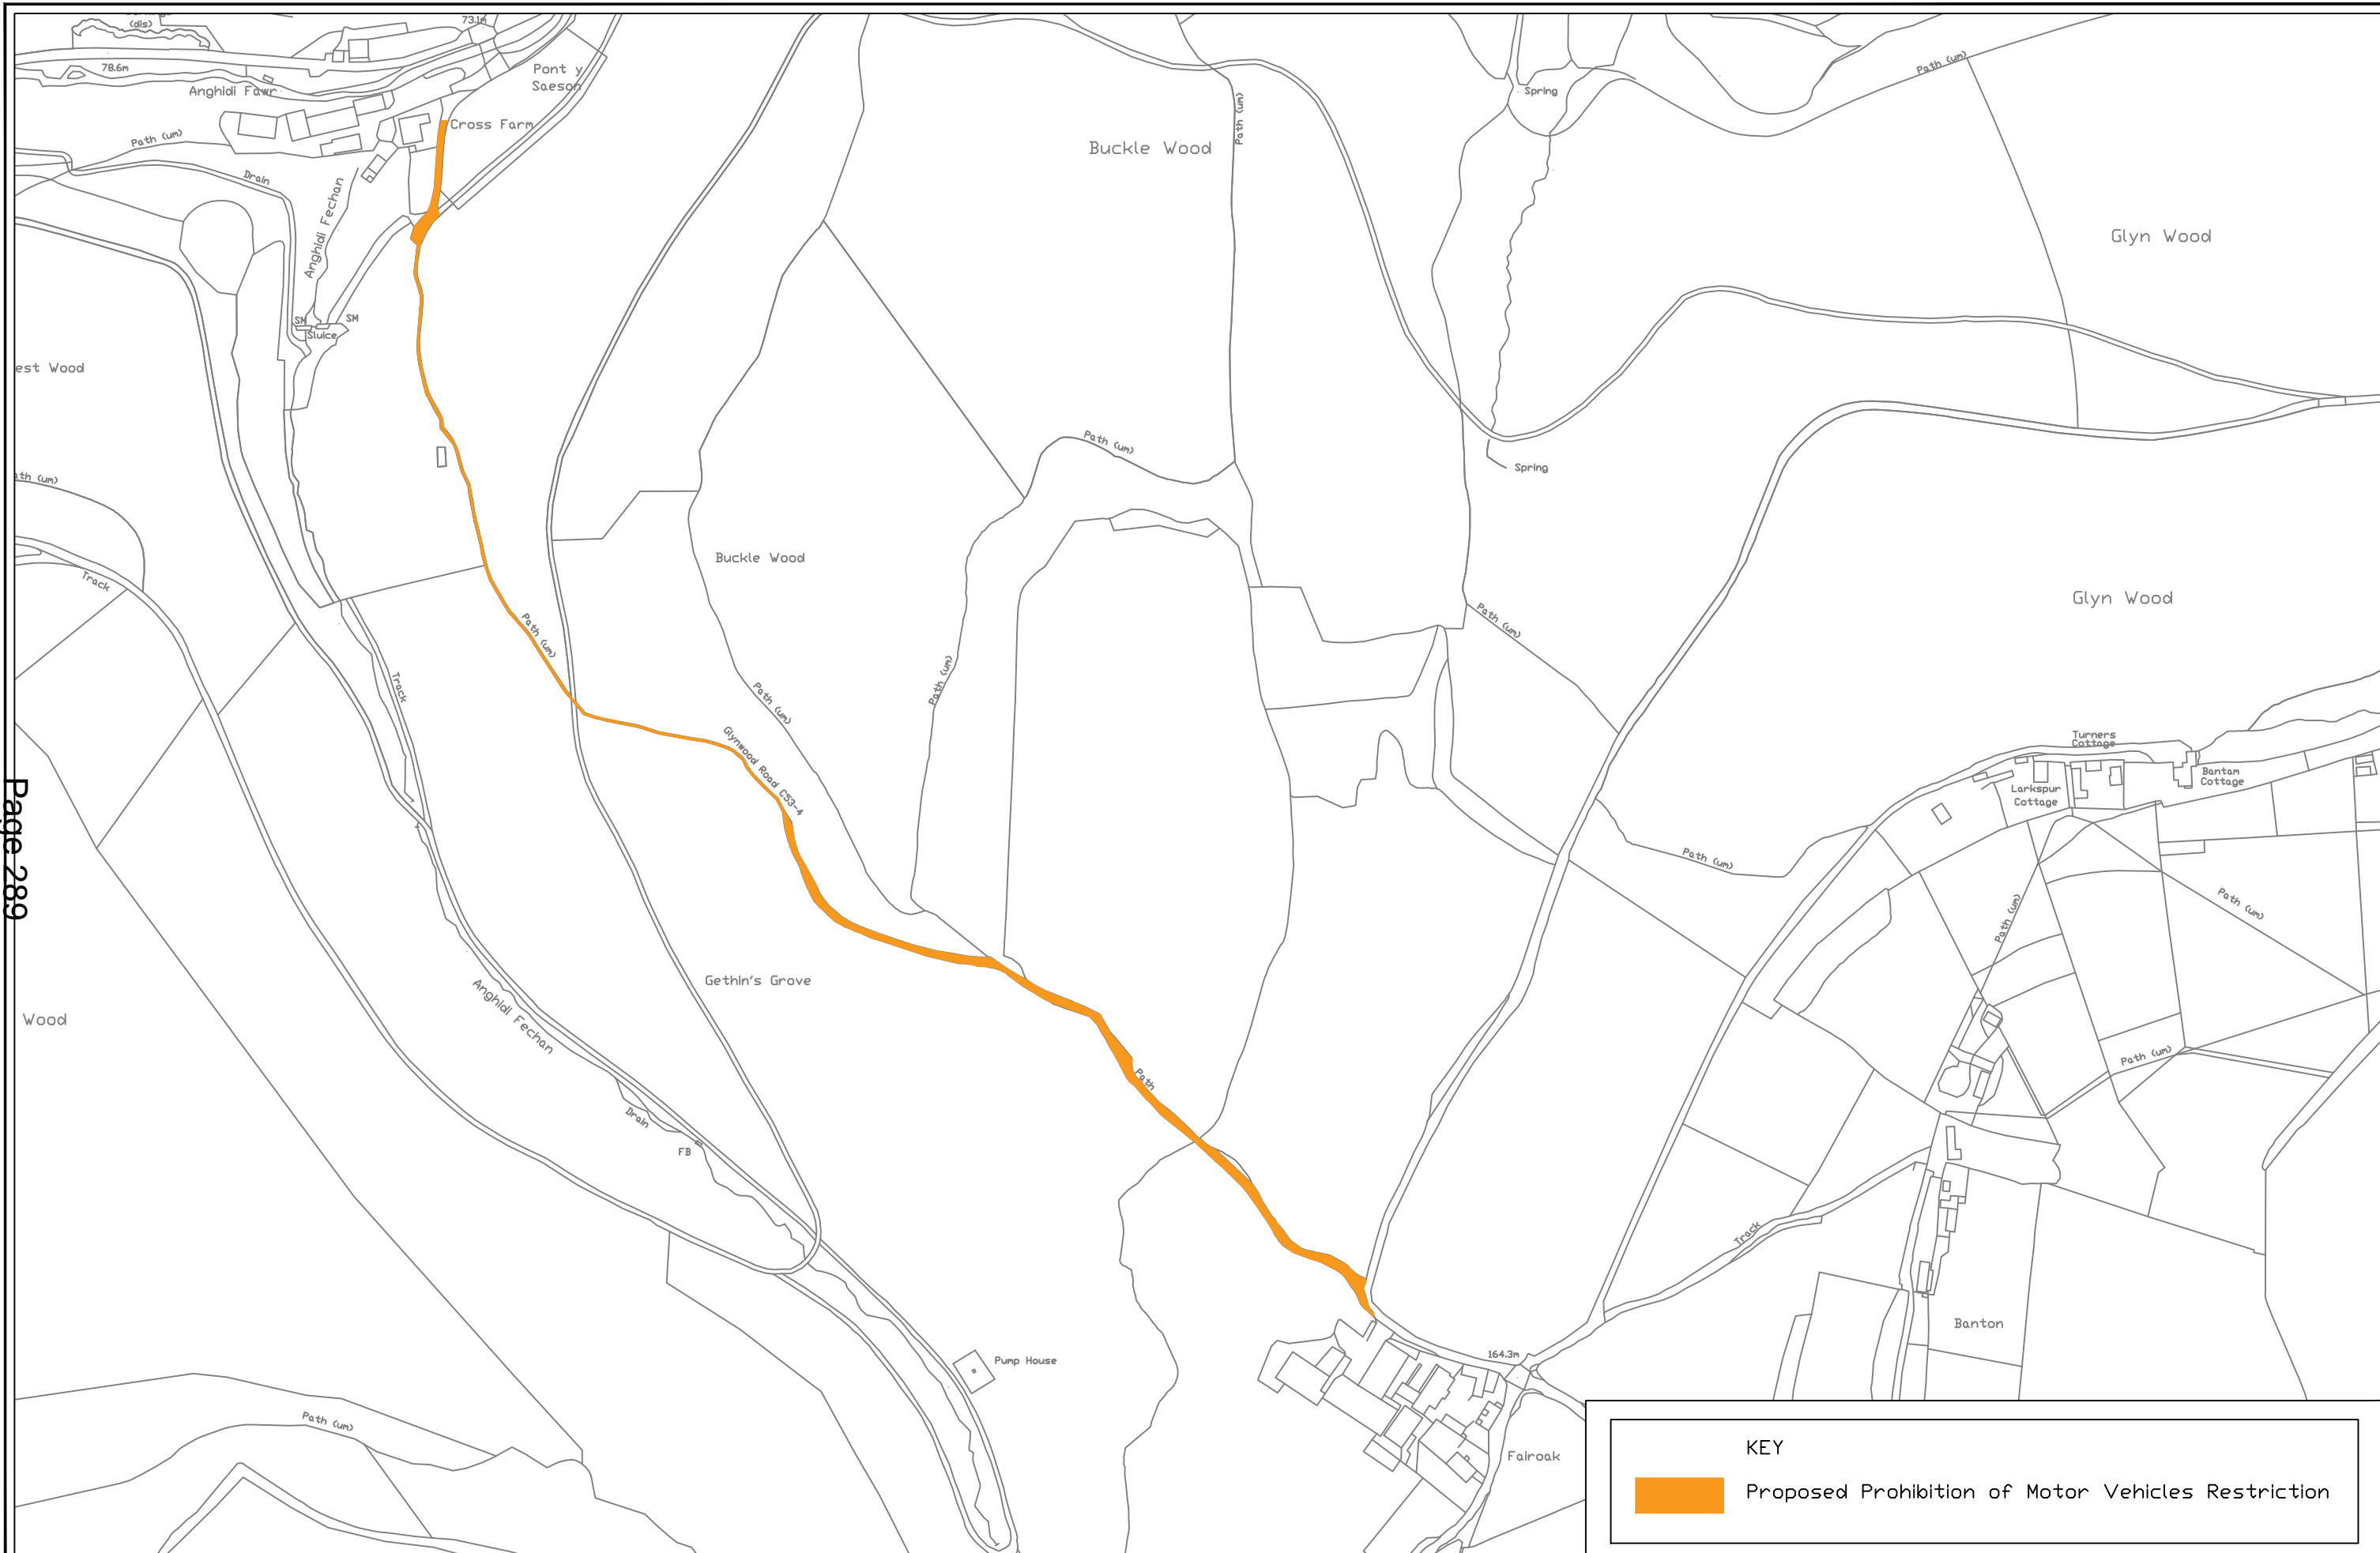 (dis)
73.1m
78.6m
Anghidi Fawr
Pont y
Saeson
Path (um)
Spring
Path (um)
Cross Farm
Path (um)
Buckle Wood
Drain
Anghidi Fechan
Glyn Wood
SM
SM
Sluice
est Wood
Path (um)
Spring
ath (um)
Buckle Wood
Track
Path (um)
Path (um)
Glyn Wood
Track
Path (um)
Path (um)
Glynwood Road C53-4
Turners
Cottage
Bantam
Cottage
Larkspur
Cottage
Page 289
Path (um)
Path (um)
Path (um)
Gethin's Grove
Wood
Anghidi Fechan
Path
Path (um)
Drain
FB
Track
Banton
Pump House
164.3m
Path (um)
Fairoak
KEY
Proposed Prohibition of Motor Vehicles Restriction